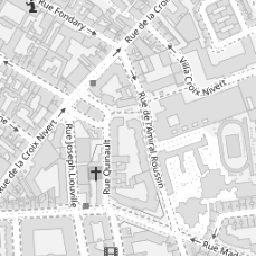 Rue Fondary
Rue de la Croix Nivert
Villa Croix Nivert
Rue de l'Amiral Roussin
Rue de la Croix Nivert
Rue Joseph Liouville
Rue Quinault
Rue